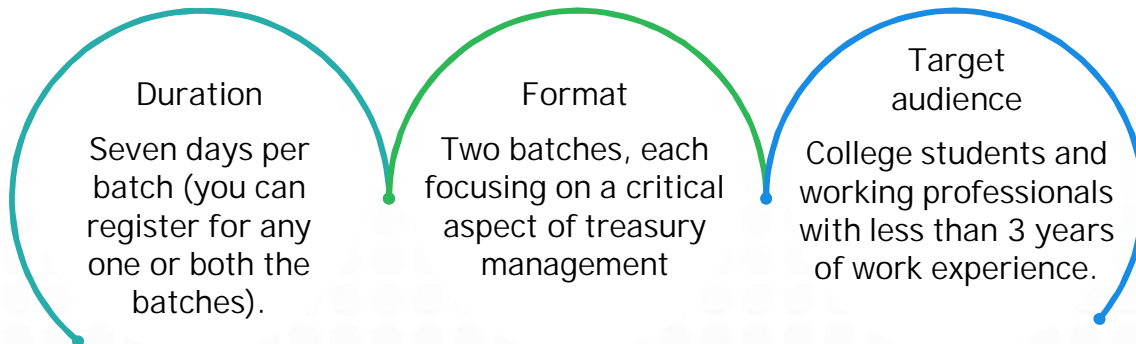 Duration
Seven days per
batch (you can
register for any
one or both the
batches).
Format
Two batches, each
focusing on a critical
aspect of treasury
management
Target
audience
College students and
working professionals
with less than 3 years
of work experience.